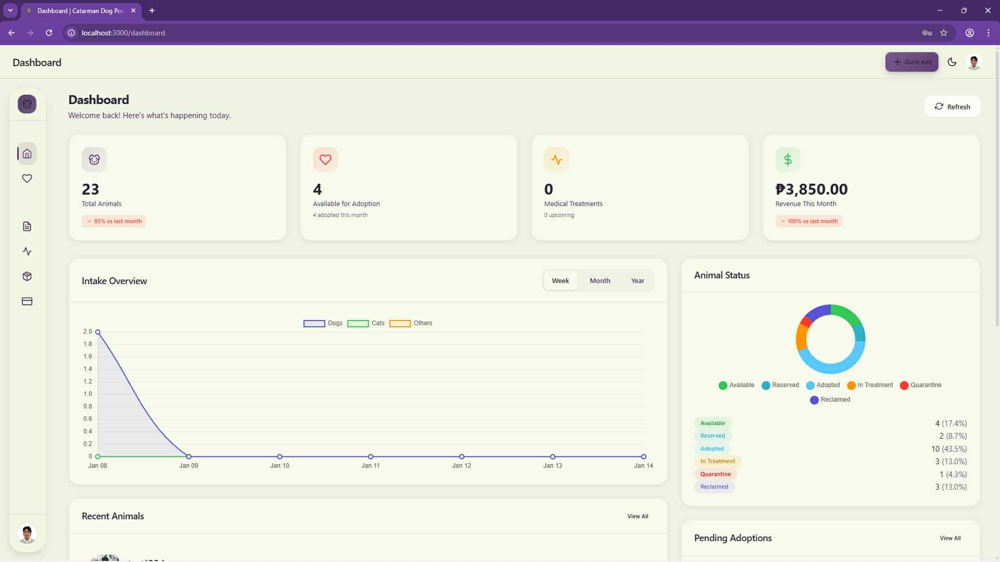 Dashboard | Catarman Dog Pou
localhost:3000/dashboard
Dashboard
Quick Add
Dashboard
Welcome back! Here's what's happening today.
Refresh
23
Total Animals
83% vs last month
4
Available for Adoption
4 adopted this month
0
Medical Treatments
0 upcoming
$
₱3,850.00
Revenue This Month
100% vs last month
Intake Overview
Week Month Year
Dogs Cats Others
2.0
1.8
1.6
1.4
1.2
1.0
0.8
0.6
0.4
0.2
0
Jan 08 Jan 09 Jan 10 Jan 11 Jan 12 Jan 13 Jan 14
Animal Status
Available Reserved Adopted In Treatment Quarantine
Reclaimed
Available 4 (17.4%)
Reserved 2 (8.7%)
Adopted 10 (43.5%)
In Treatment 3 (13.0%)
Quarantine 1 (4.3%)
Reclaimed 3 (13.0%)
Recent Animals
View All
Pending Adoptions
View All